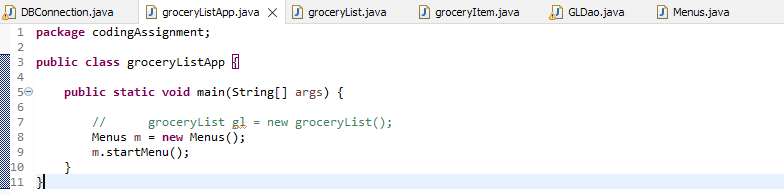 DBConnection.java groceryListApp.java groceryList.java groceryItem.java GLDao.java Menus.java
1 package codingAssignment;
2
3 public class groceryListApp {
4
5 public static void main(String[] args) {
6
7 // groceryList gl = new groceryList();
8 Menus m = new Menus();
9 m.startMenu();
10 }
11 }